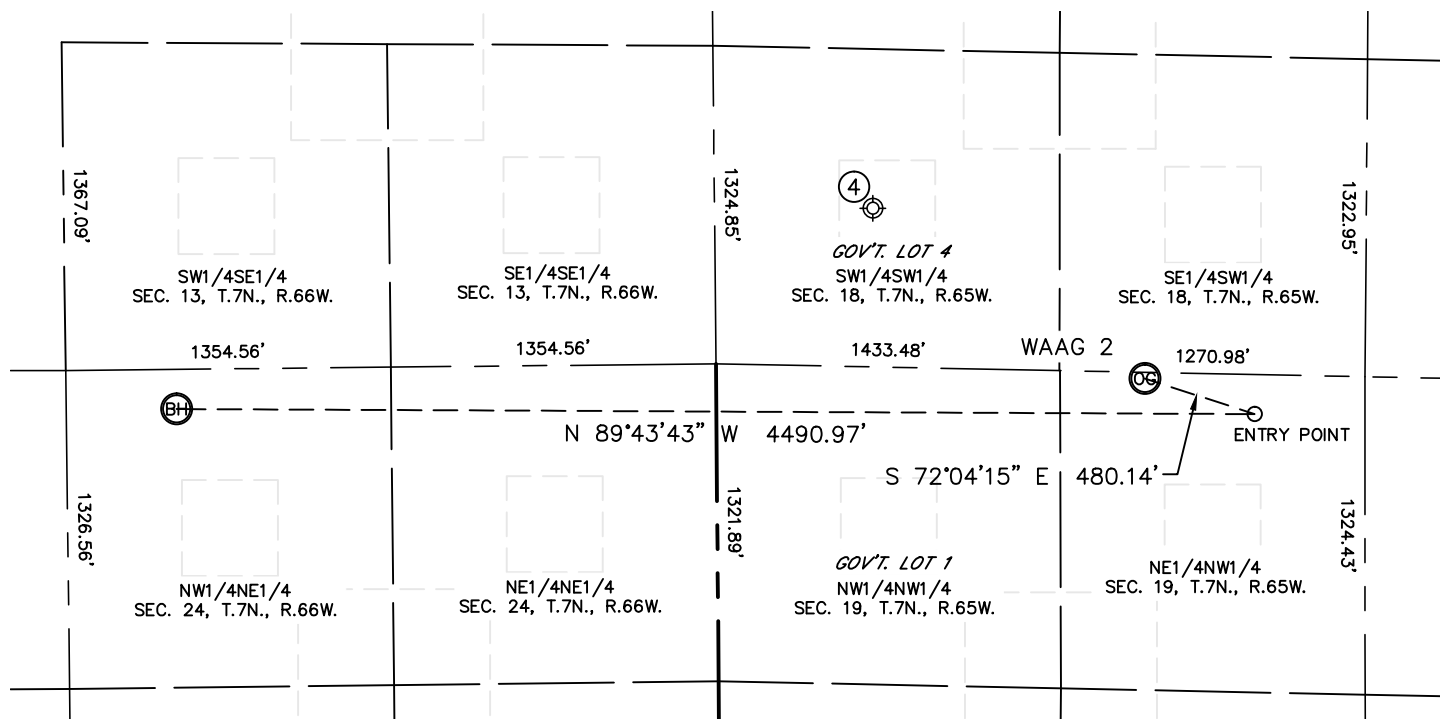 1367.09’
1324.85’
1322.95’
4
SW1/4SE1/4
SEC. 13, T.7N., R.66W.
SE1/4SE1/4
SEC. 13, T.7N., R.66W.
GOV’T. LOT 4
SW1/4SW1/4
SEC. 18, T.7N., R.65W.
SE1/4SW1/4
SEC. 18, T.7N., R.65W.
1354.56’
1354.56’
1433.48’
WAAG 2
1270.98’
OG
BH
N 89°43’43” W 4490.97’
ENTRY POINT
S 72°04’15” E 480.14’
1326.56’
1321.89’
1324.43’
NW1/4NE1/4
SEC. 24, T.7N., R.66W.
NE1/4NE1/4
SEC. 24, T.7N., R.66W.
GOV’T. LOT 1
NW1/4NW1/4
SEC. 19, T.7N., R.65W.
NE1/4NW1/4
SEC. 19, T.7N., R.65W.